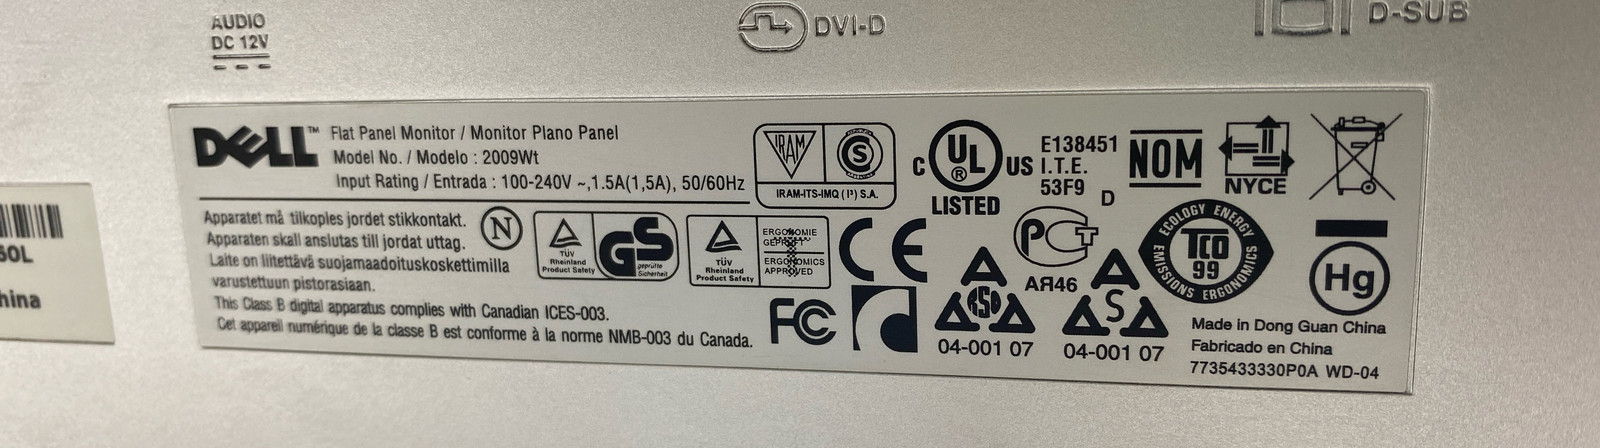 AUDIO
DC 12V
DVI-D
D-SUB
DELL™
Flat Panel Monitor / Monitor Plano Panel
Model No. / Modelo : 2009Wt
Input Rating / Entrada : 100-240V ~,1.5A(1,5A), 50/60Hz
Apparatet må tilkoples jordet stikkontakt.
Apparaten skall anslutas till jordat uttag.
Laite on liitettävä suojamaadoituskoskettimilla
varustettuun pistorasiaan.
This Class B digital apparatus complies with Canadian ICES-003.
Cet appareil numérique de la classe B est conforme à la norme NMB-003 du Canada.
N
TÜV
Rheinland
Product Safety
GS
geprüfte
Sicherheit
TÜV
Rheinland
Product Safety
ERGONOMIE
GEPRÜFT
ERGONOMICS
APPROVED
IRAM
S
IRAM-ITS-IMQ (I³) S.A.
C UL® US
LISTED
E138451
I.T.E.
53F9
D
NOM
NYCE
CE
FC
PCT
АЯ46
A
RSD
04-001 07
A
S
04-001 07
ECOLOGY ENERGY
TCO
99
EMISSIONS ERGONOMICS
Hg
Made in Dong Guan China
Fabricado en China
7735433330P0A WD-04
60L
hina